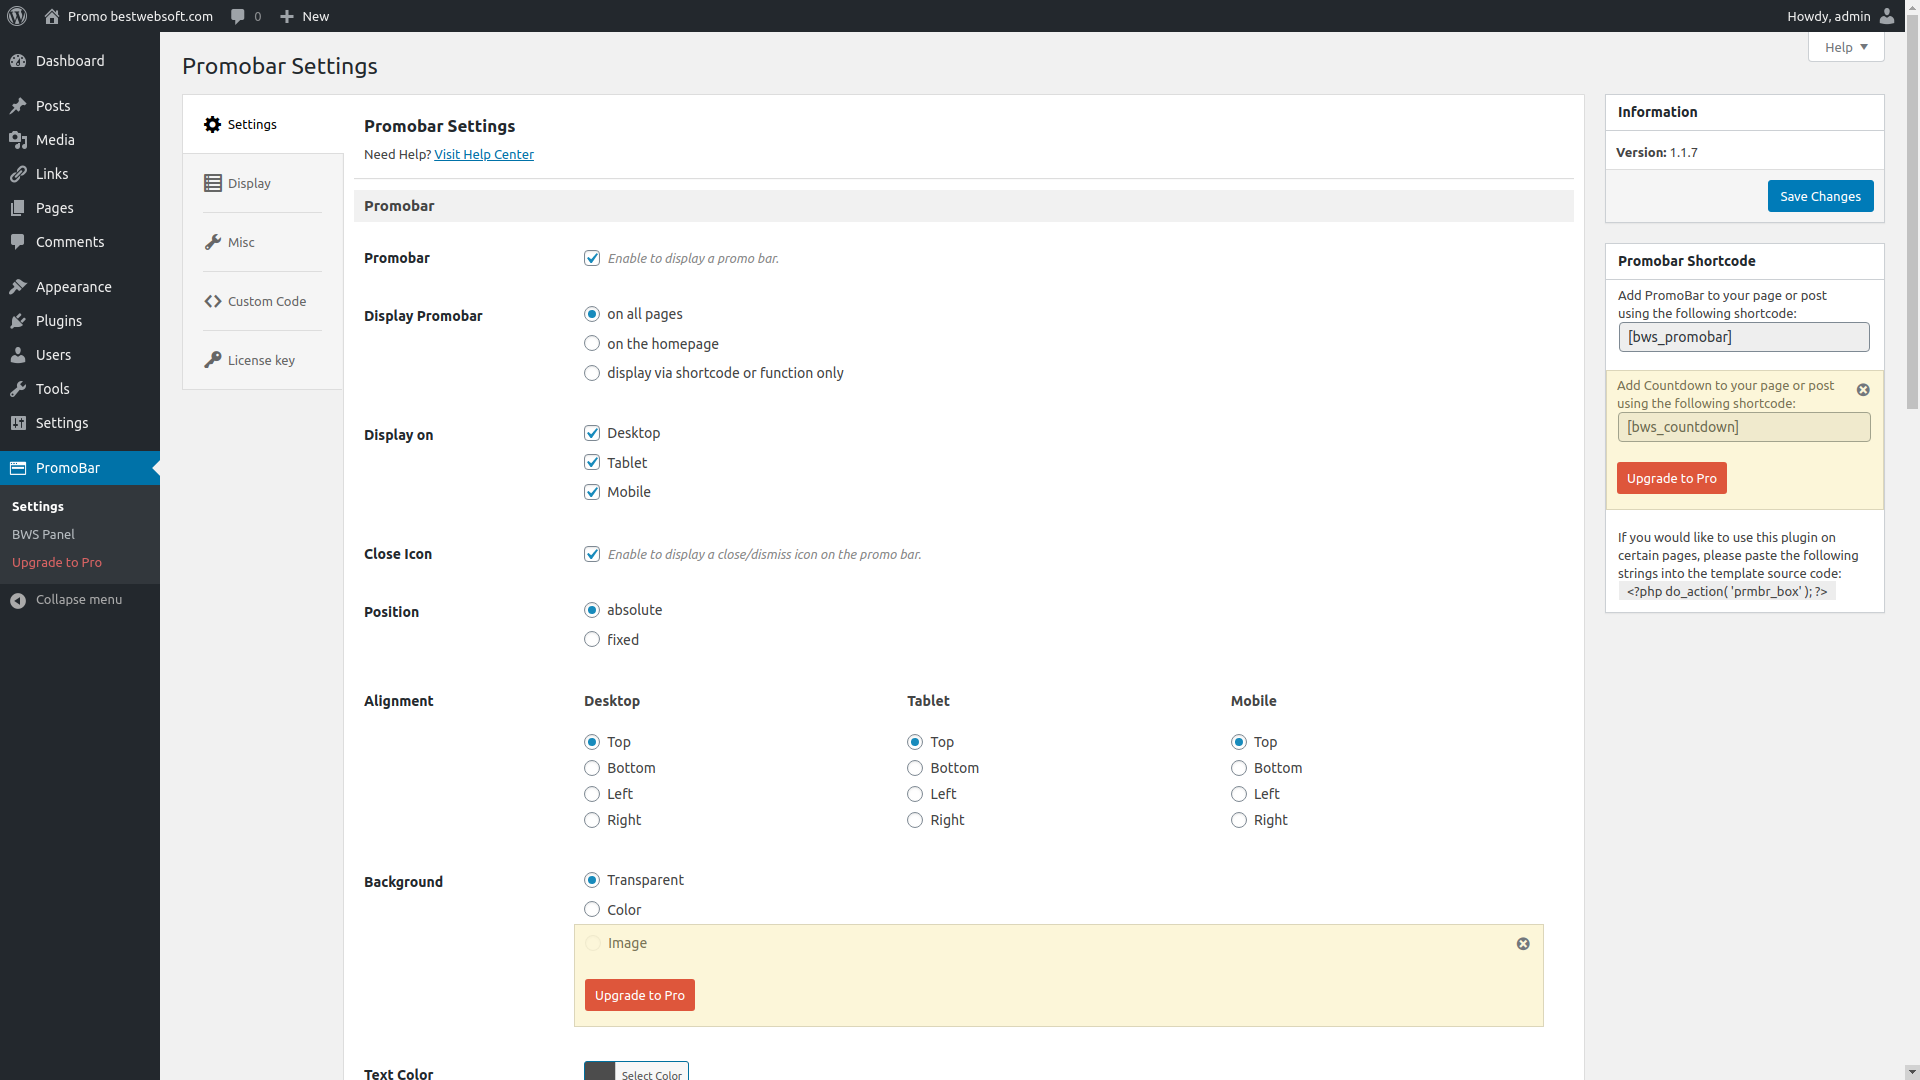 Promo bestwebsoft.com
0
New
Howdy, admin
Dashboard
Posts
Media
Links
Pages
Comments
Appearance
Plugins
Users
Tools
Settings
PromoBar
Settings
BWS Panel
Upgrade to Pro
Collapse menu
Help
Promobar Settings
Settings
Display
Misc
Custom Code
License key
Promobar Settings
Need Help? Visit Help Center
Promobar
Promobar
Enable to display a promo bar.
Display Promobar
on all pages
on the homepage
display via shortcode or function only
Display on
Desktop
Tablet
Mobile
Close Icon
Enable to display a close/dismiss icon on the promo bar.
Position
absolute
fixed
Alignment
Desktop
Top
Bottom
Left
Right
Tablet
Top
Bottom
Left
Right
Mobile
Top
Bottom
Left
Right
Background
Transparent
Color
Image
Upgrade to Pro
Text Color
Select Color
Information
Version: 1.1.7
Save Changes
Promobar Shortcode
Add PromoBar to your page or post
using the following shortcode:
[bws_promobar]
Add Countdown to your page or post
using the following shortcode:
[bws_countdown]
Upgrade to Pro
If you would like to use this plugin on
certain pages, please paste the following
strings into the template source code:
<?php do_action( 'prmbr_box' ); ?>